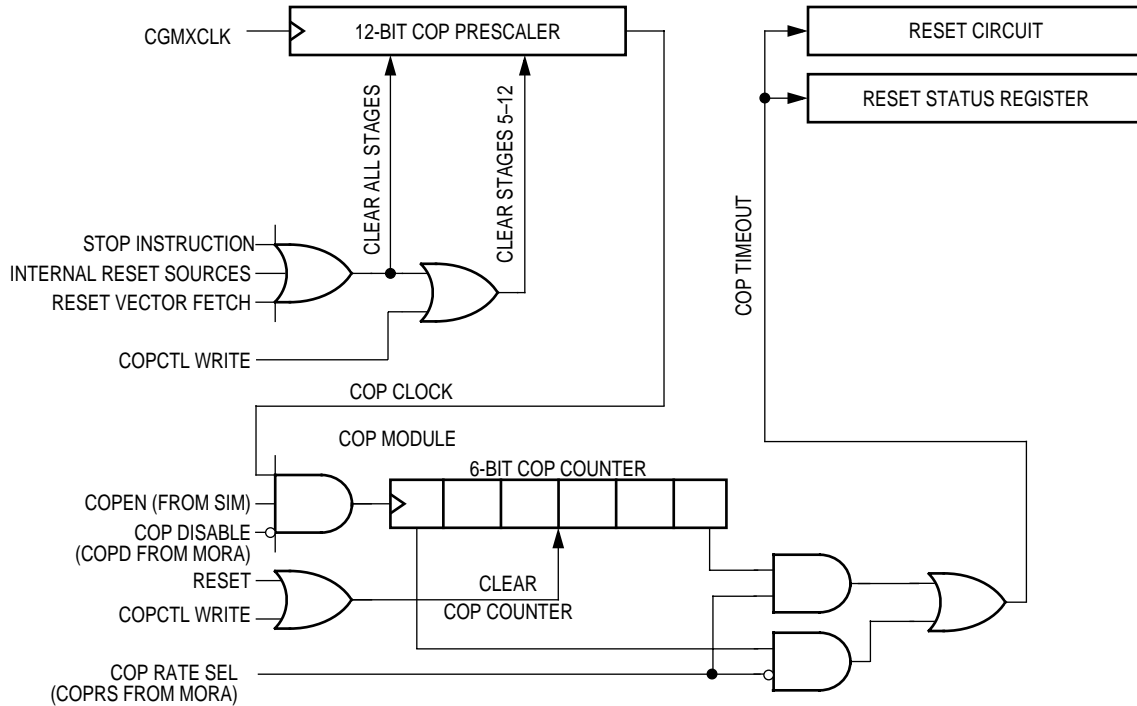 CGMXCLK
12-BIT COP PRESCALER
RESET CIRCUIT
RESET STATUS REGISTER
CLEAR ALL STAGES
CLEAR STAGES 5–12
STOP INSTRUCTION
INTERNAL RESET SOURCES
RESET VECTOR FETCH
COPCTL WRITE
COP TIMEOUT
COP CLOCK
COP MODULE
6-BIT COP COUNTER
COPEN (FROM SIM)
COP DISABLE
(COPD FROM MORA)
RESET
COPCTL WRITE
CLEAR
COP COUNTER
COP RATE SEL
(COPRS FROM MORA)